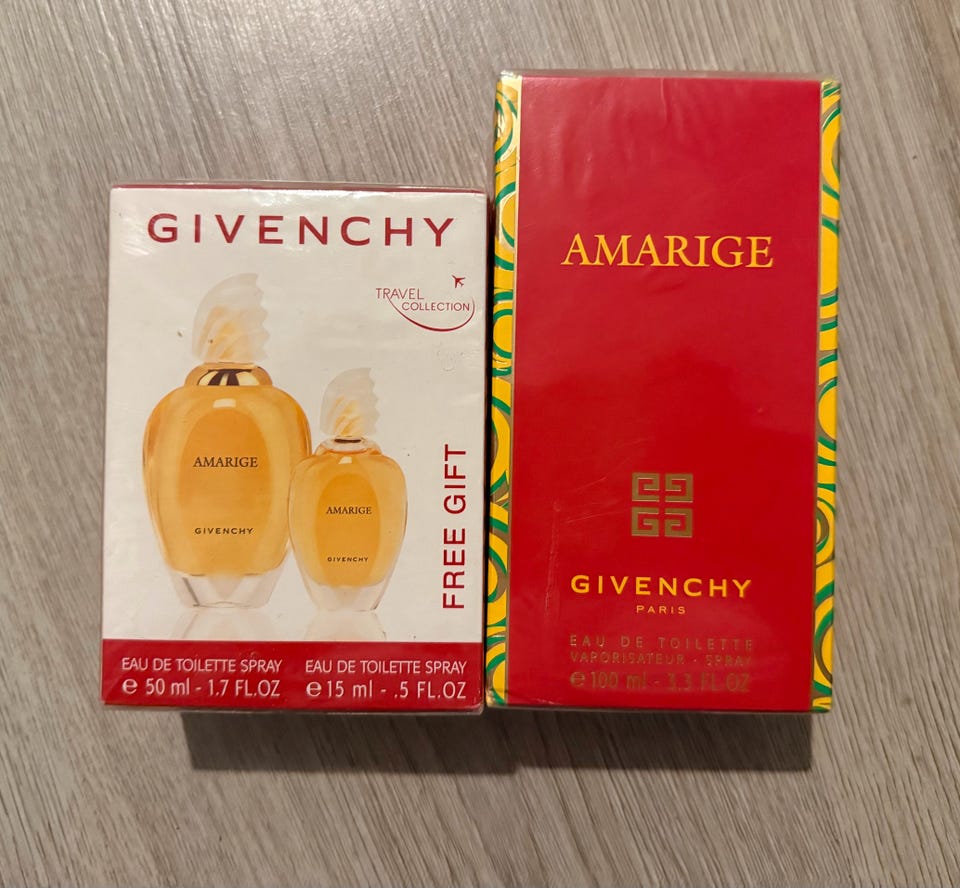 GIVENCHY
TRAVEL
COLLECTION
AMARIGE
GIVENCHY
AMARIGE
GIVENCHY
FREE GIFT
EAU DE TOILETTE SPRAY
e 50 ml - 1.7 FL.OZ
EAU DE TOILETTE SPRAY
e 15 ml - .5 FL.OZ
AMARIGE
GIVENCHY
PARIS
EAU DE TOILETTE
VAPORISATEUR - SPRAY
e 100 ml - 3.3 FL OZ